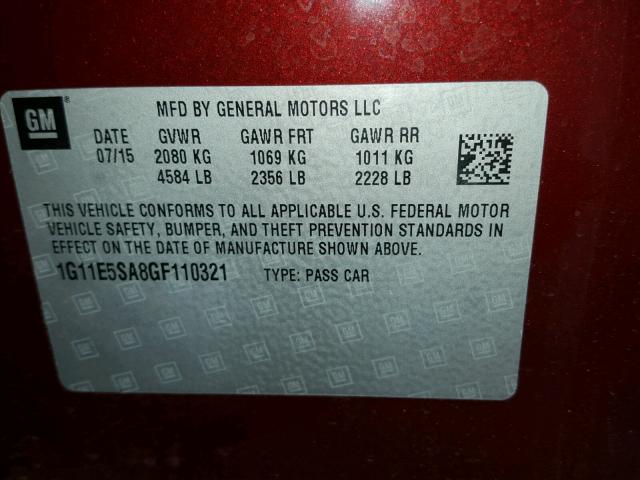 GM® MFD BY GENERAL MOTORS LLC
DATE GVWR GAWR FRT GAWR RR
07/15 2080 KG 1069 KG 1011 KG
4584 LB 2356 LB 2228 LB
THIS VEHICLE CONFORMS TO ALL APPLICABLE U.S. FEDERAL MOTOR
VEHICLE SAFETY, BUMPER, AND THEFT PREVENTION STANDARDS IN
EFFECT ON THE DATE OF MANUFACTURE SHOWN ABOVE.
1G11E5SA8GF110321 TYPE: PASS CAR